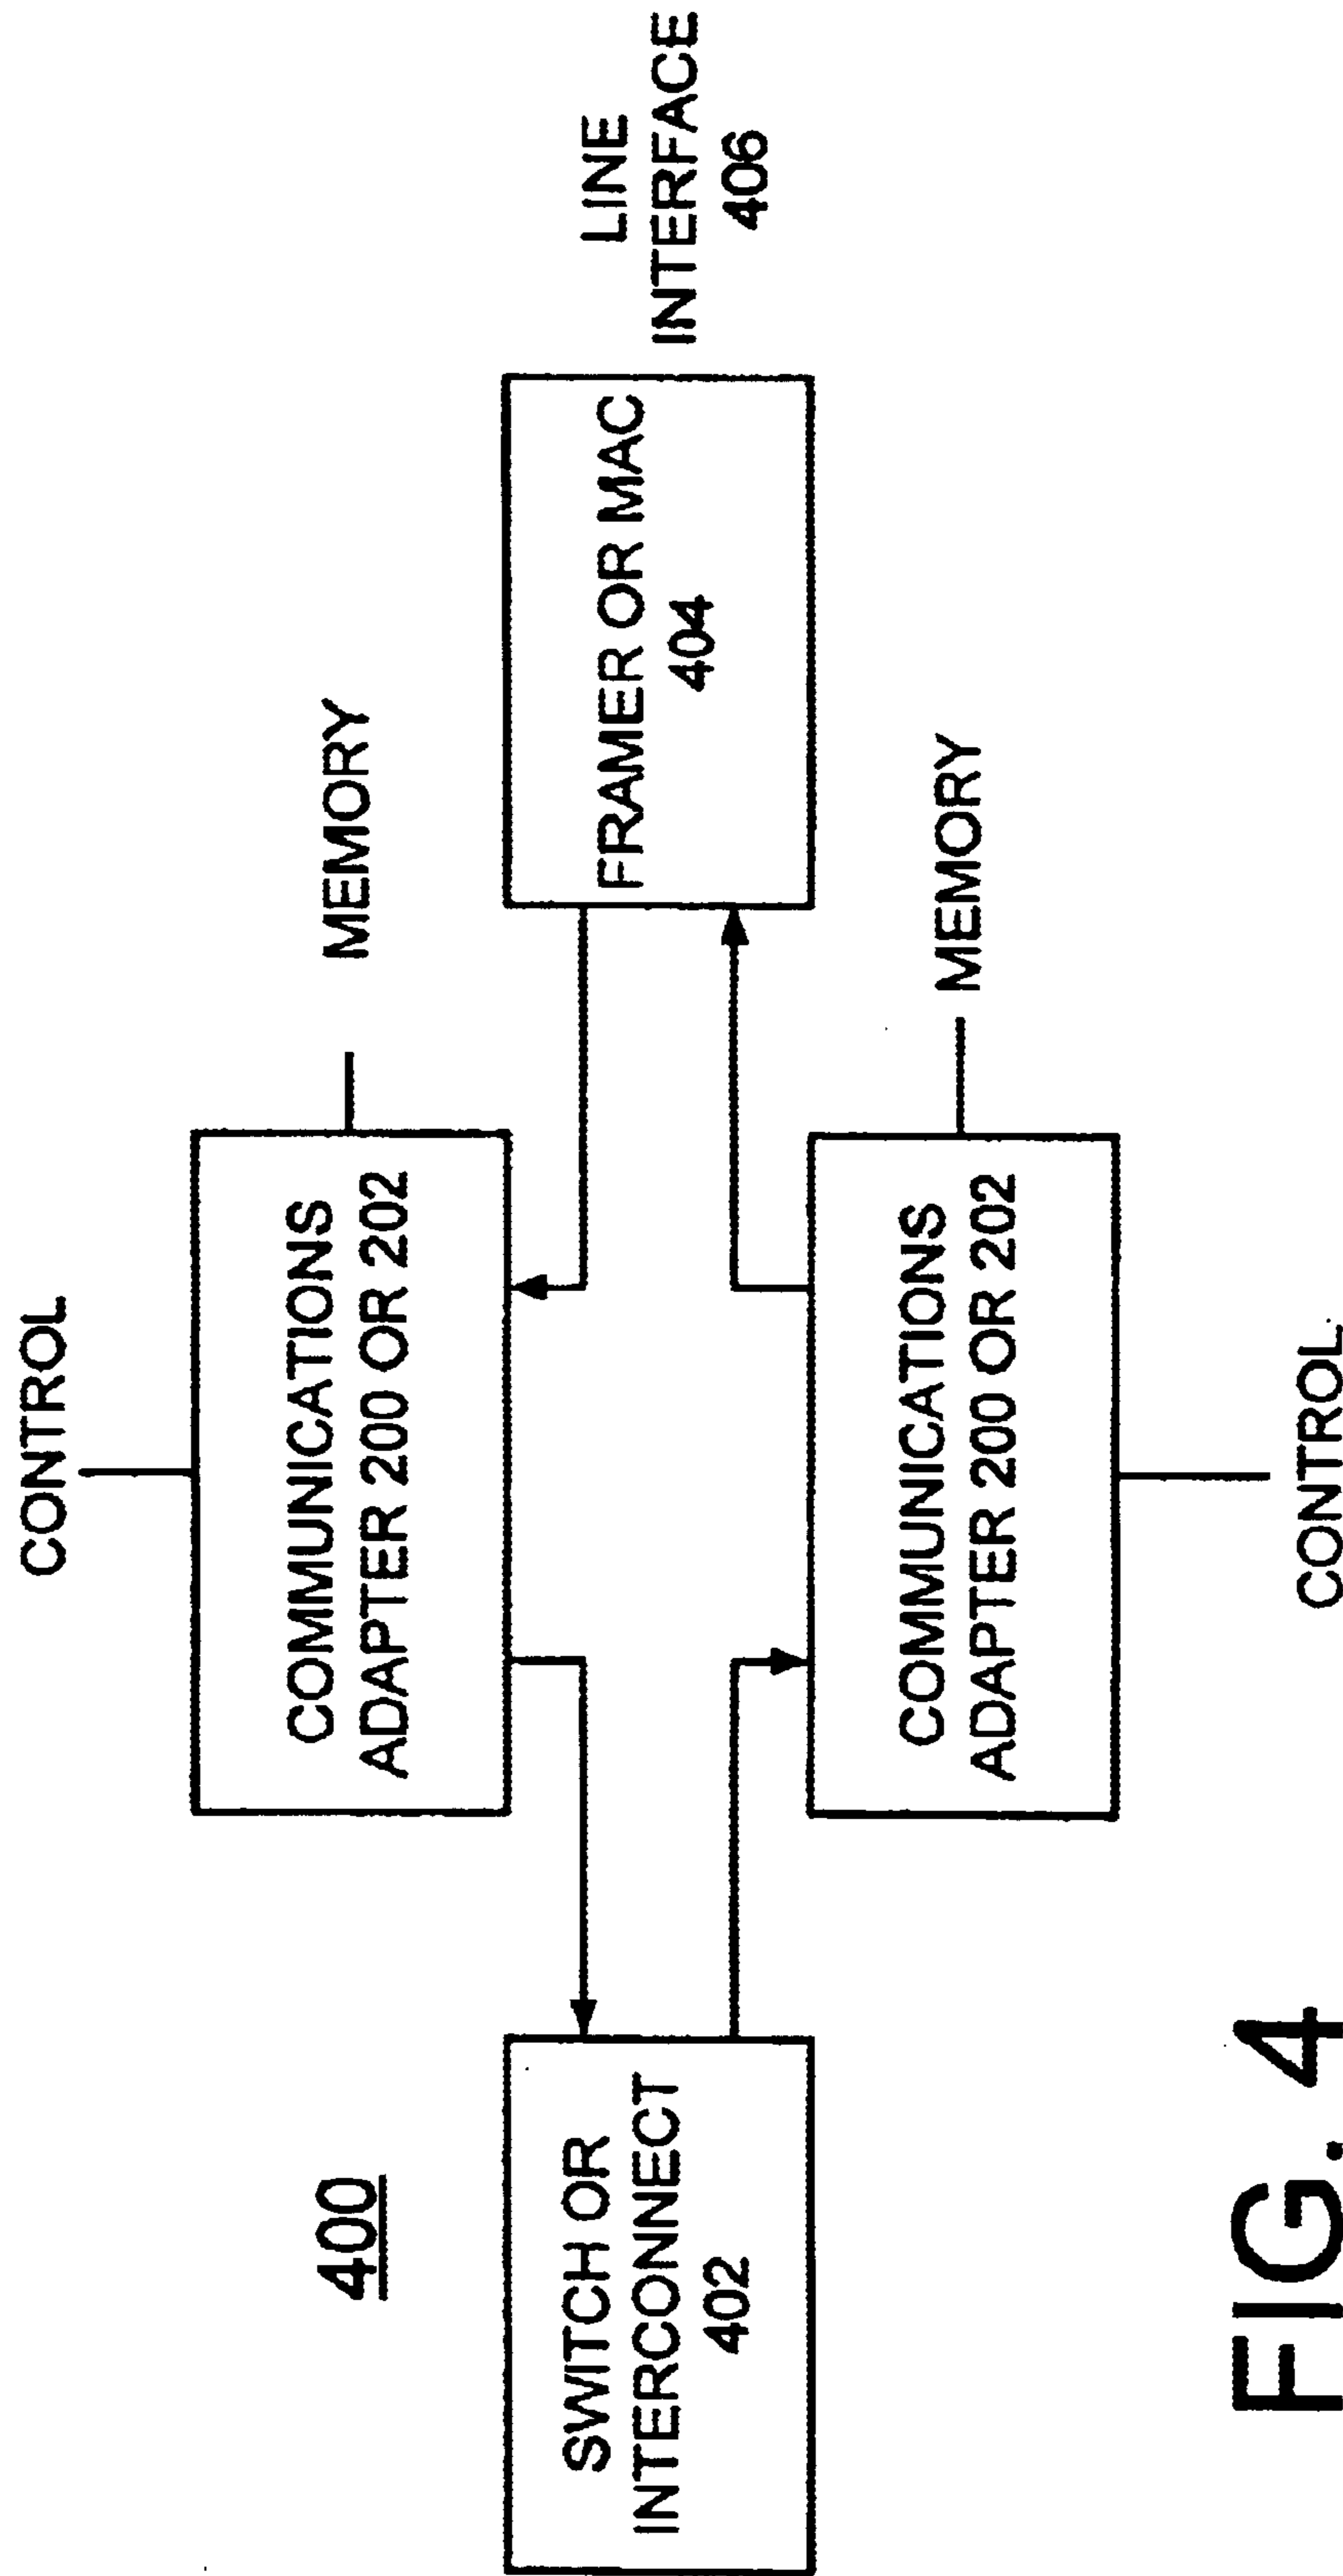 400
CONTROL
COMMUNICATIONS
ADAPTER 200 OR 202
MEMORY
SWITCH OR
INTERCONNECT
402
FRAMER OR MAC
404
LINE
INTERFACE
406
COMMUNICATIONS
ADAPTER 200 OR 202
MEMORY
CONTROL
FIG. 4